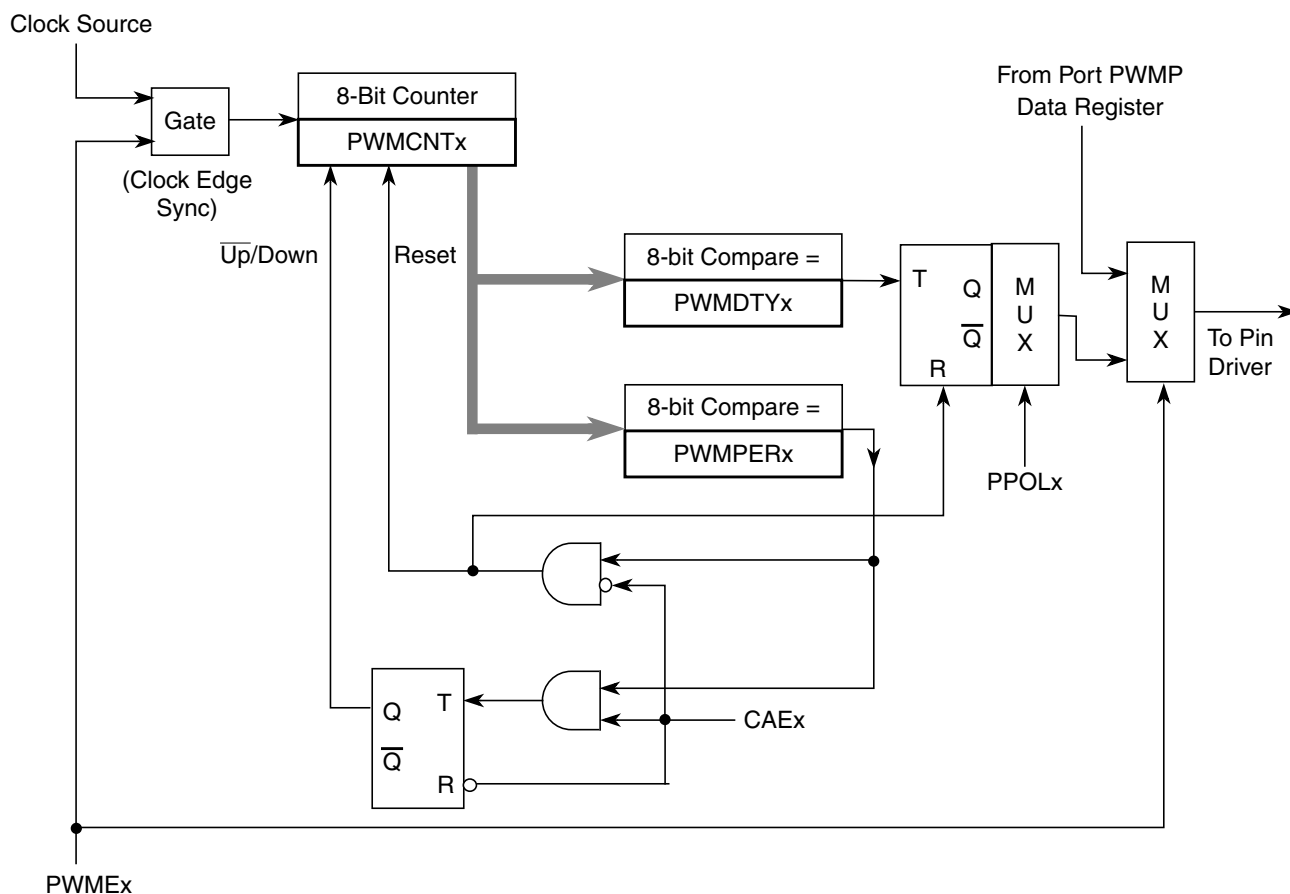 Clock Source
8-Bit Counter
PWMCNTx
Gate
(Clock Edge
Sync)
From Port PWMP
Data Register
U̅p̅/Down
Reset
8-bit Compare =
PWMDTYx
T
Q
Q̅
R
M
U
X
M
U
X
To Pin
Driver
8-bit Compare =
PWMPERx
PPOLx
Q
Q̅
T
R
CAEx
PWMEx